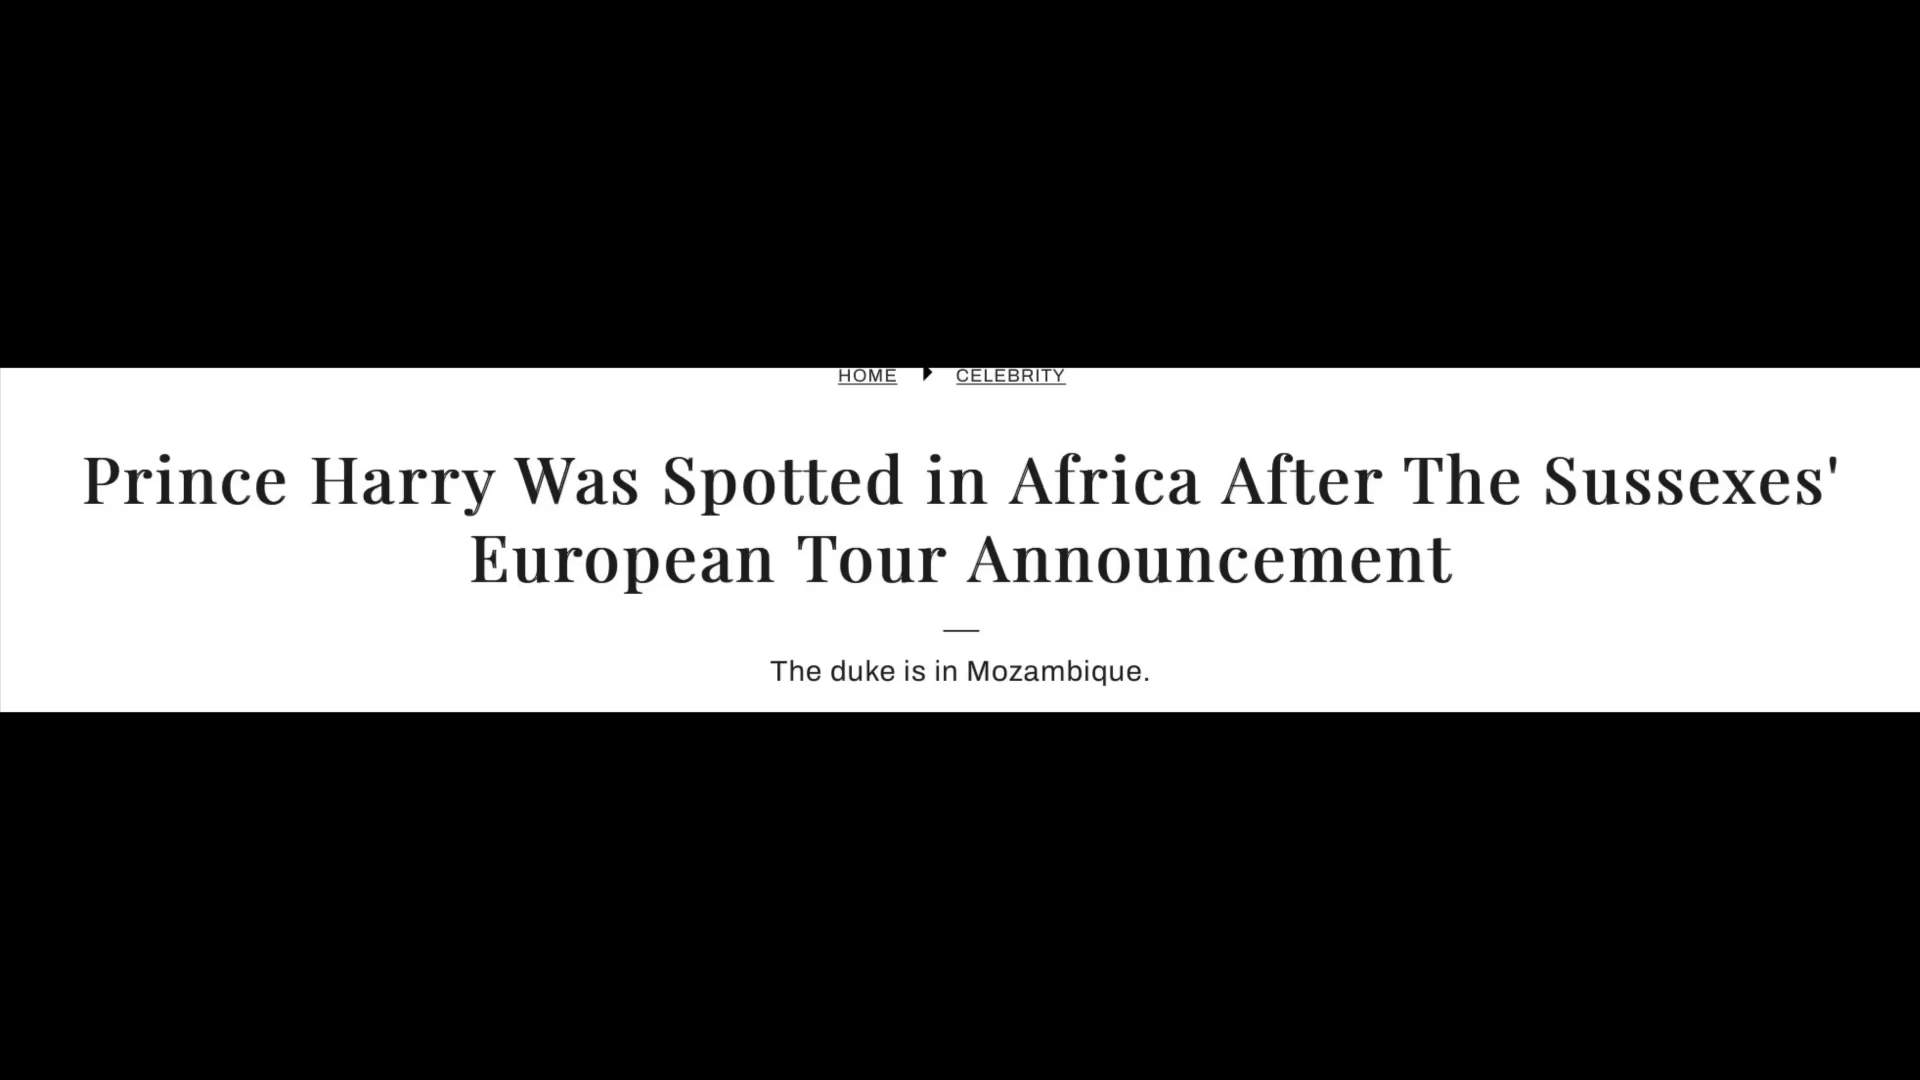 HOME CELEBRITY
Prince Harry Was Spotted in Africa After The Sussexes'
European Tour Announcement
The duke is in Mozambique.